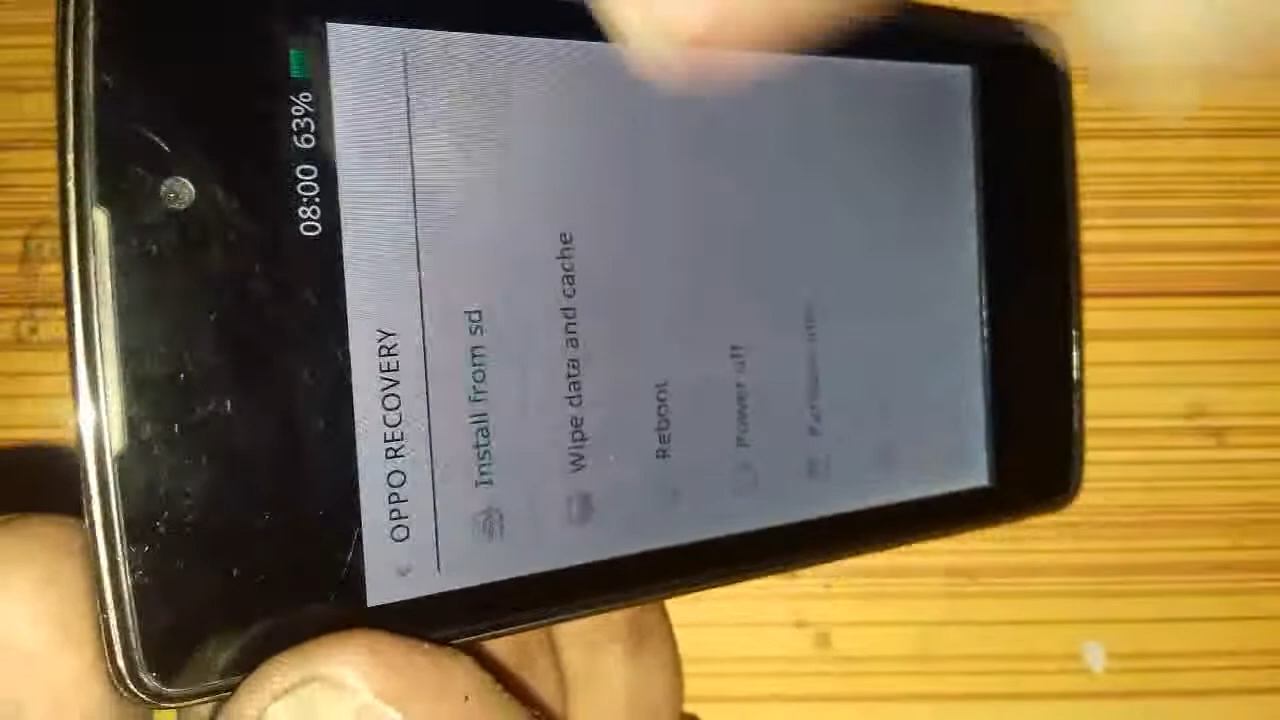 08:00 63%
OPPO RECOVERY
Install from sd
Wipe data and cache
Reboot
Power off